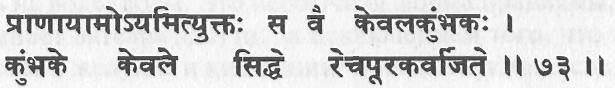 प्राणायामोऽयमित्युक्तः स वै केवलकुंभकः ।
कुंभके केवले सिद्धे रेचपूरकवर्जिते ॥ ७३ ॥